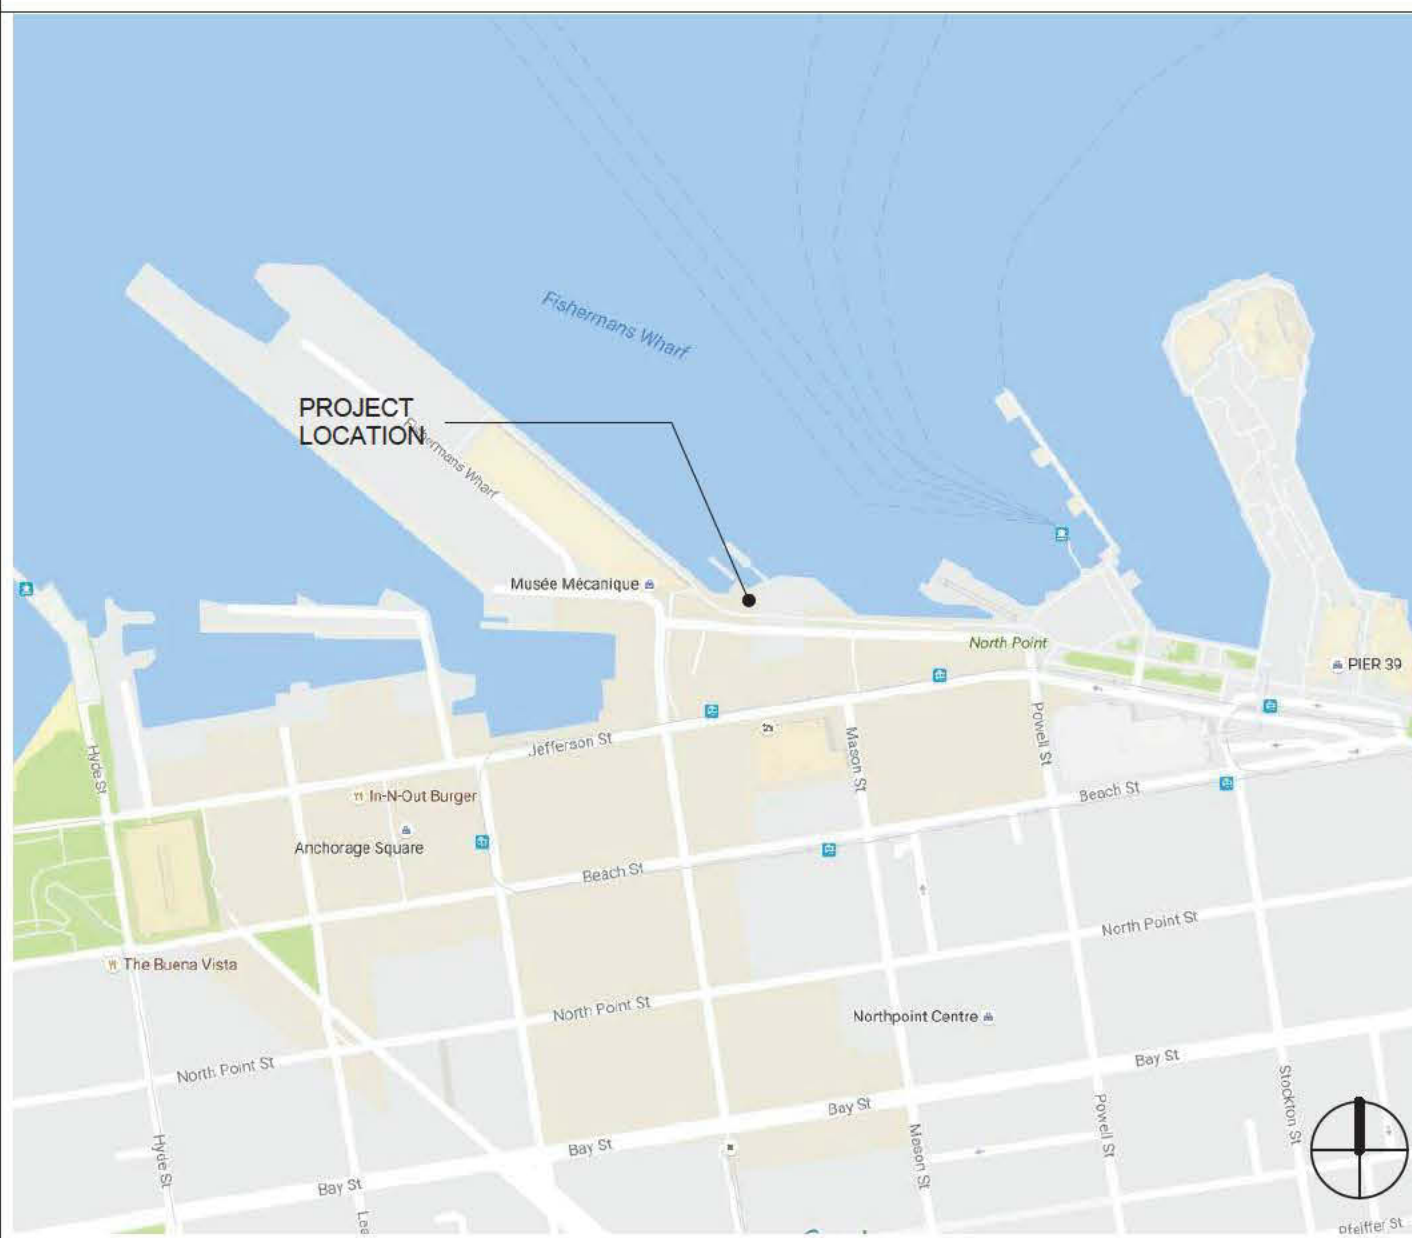 Fishermans Wharf
PROJECT
LOCATION
Fishermans Wharf
Musée Mécanique
North Point
PIER 39
Hyde St
Jefferson St
Mason St
Powell St
In-N-Out Burger
Anchorage Square
Beach St
Beach St
North Point St
The Buena Vista
North Point St
Northpoint Centre
North Point St
Bay St
Bay St
Bay St
Bay St
Hyde St
Lea
Mason St
Powell St
Stockton St
Pfeiffer St